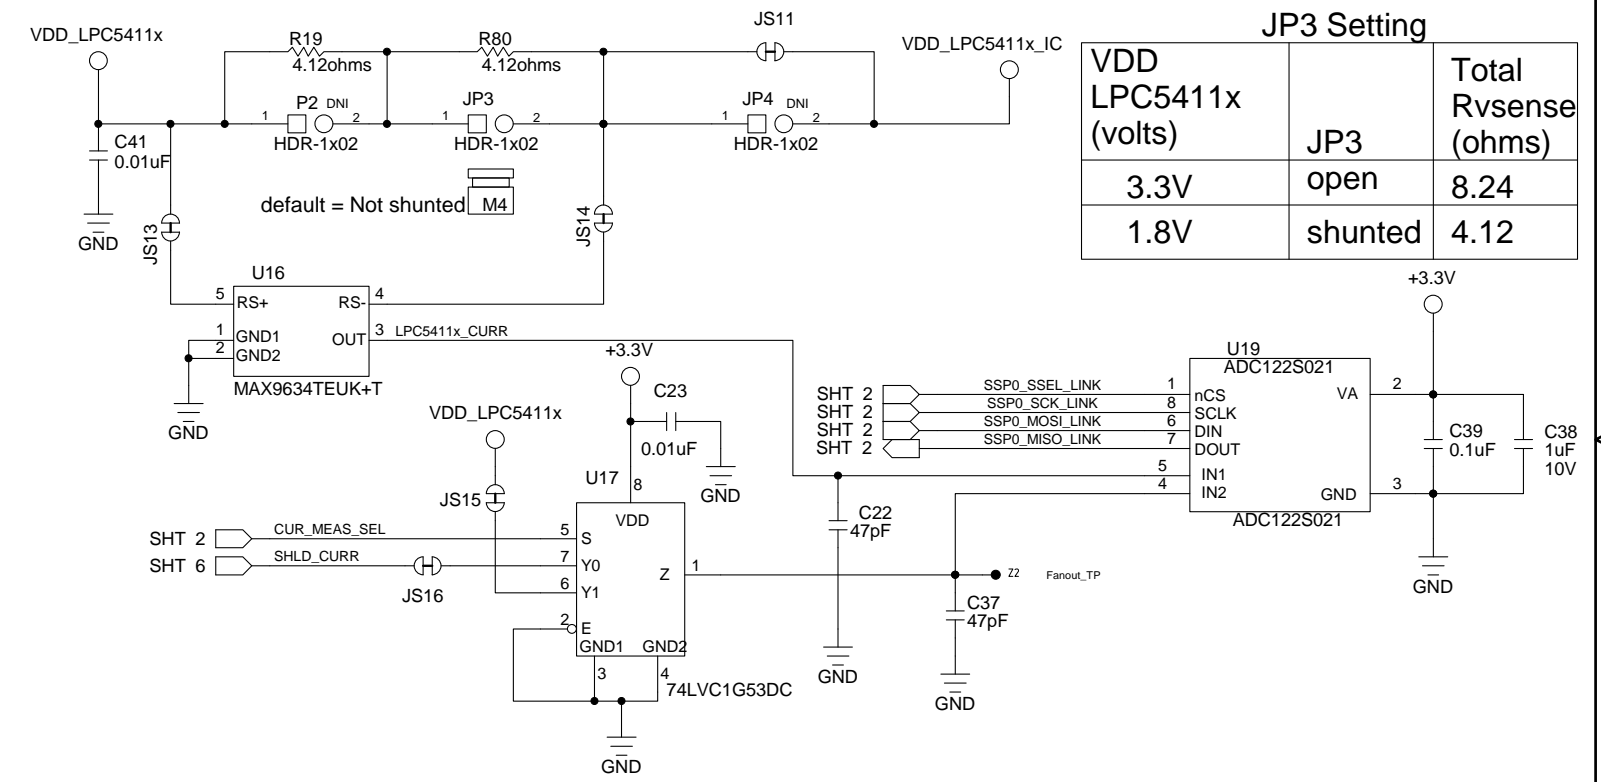 JS11
JP3 Setting
VDD_LPC5411x
R19
4.12ohms
R80
4.12ohms
VDD_LPC5411x_IC
VDD LPC5411x (volts)
JP3
Total Rvsense (ohms)
3.3V
open
8.24
1.8V
shunted
4.12
1
P2
DNI
2
HDR-1x02
1
JP3
2
HDR-1x02
1
JP4
DNI
2
HDR-1x02
C41
0.01uF
GND
default = Not shunted
M4
JS13
JS14
U16
5
RS+
RS-
4
1
GND1
2
GND2
OUT
3
LPC5411x_CURR
MAX9634TEUK+T
GND
+3.3V
C23
0.01uF
GND
VDD_LPC5411x
JS15
U17
8
VDD
SHT 2
CUR_MEAS_SEL
5
S
SHT 6
SHLD_CURR
JS16
7
Y0
6
Y1
Z
1
2
E
GND1
GND2
3
4
74LVC1G53DC
GND
+3.3V
U19
ADC122S021
SHT 2
SSP0_SSEL_LINK
1
nCS
SHT 2
SSP0_SCK_LINK
8
SCLK
SHT 2
SSP0_MOSI_LINK
6
DIN
SHT 2
SSP0_MISO_LINK
7
DOUT
5
IN1
4
IN2
VA
2
GND
3
ADC122S021
C39
0.1uF
C38
1uF
10V
GND
C22
47pF
GND
Z2
Fanout_TP
C37
47pF
GND